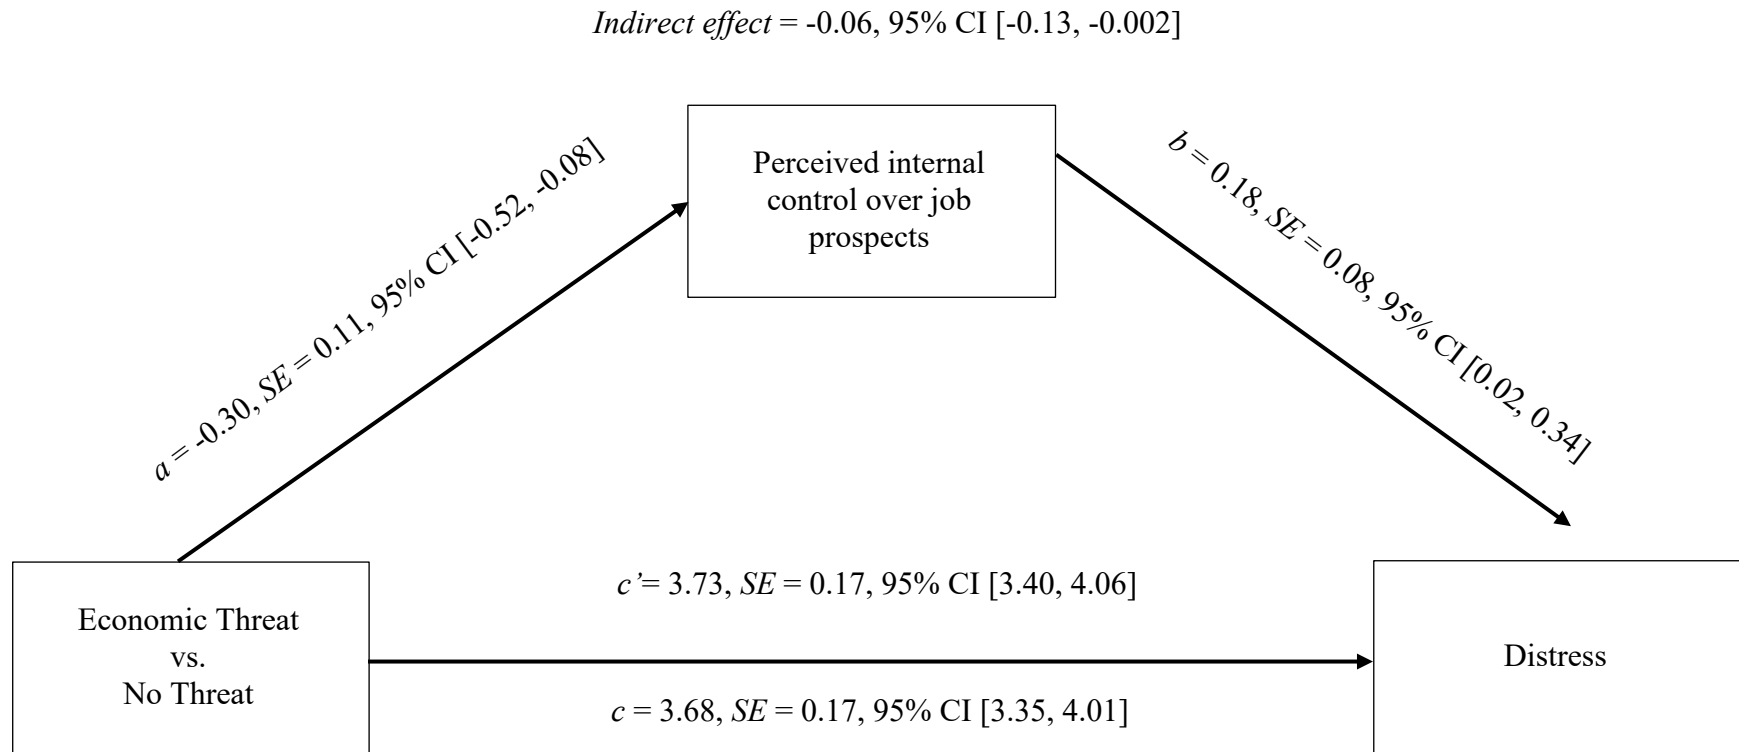 Indirect effect = -0.06, 95% CI [-0.13, -0.002]
a = -0.30, SE = 0.11, 95% CI [-0.52, -0.08]
Perceived internal
control over job
prospects
b = 0.18, SE = 0.08, 95% CI [0.02, 0.34]
Economic Threat
vs.
No Threat
c’= 3.73, SE = 0.17, 95% CI [3.40, 4.06]
c = 3.68, SE = 0.17, 95% CI [3.35, 4.01]
Distress